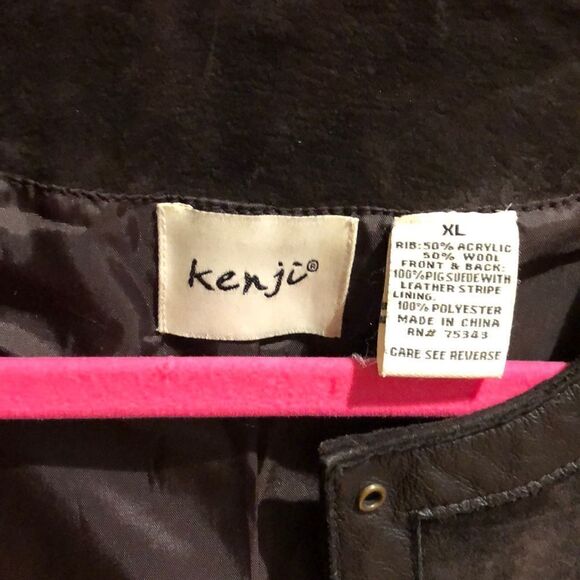 kenji®
XL
RIB: 50% ACRYLIC
50% WOOL
FRONT & BACK:
100% PIG SUEDE WITH
LEATHER STRIPE
LINING.
100% POLYESTER
MADE IN CHINA
RN# 75343
CARE SEE REVERSE